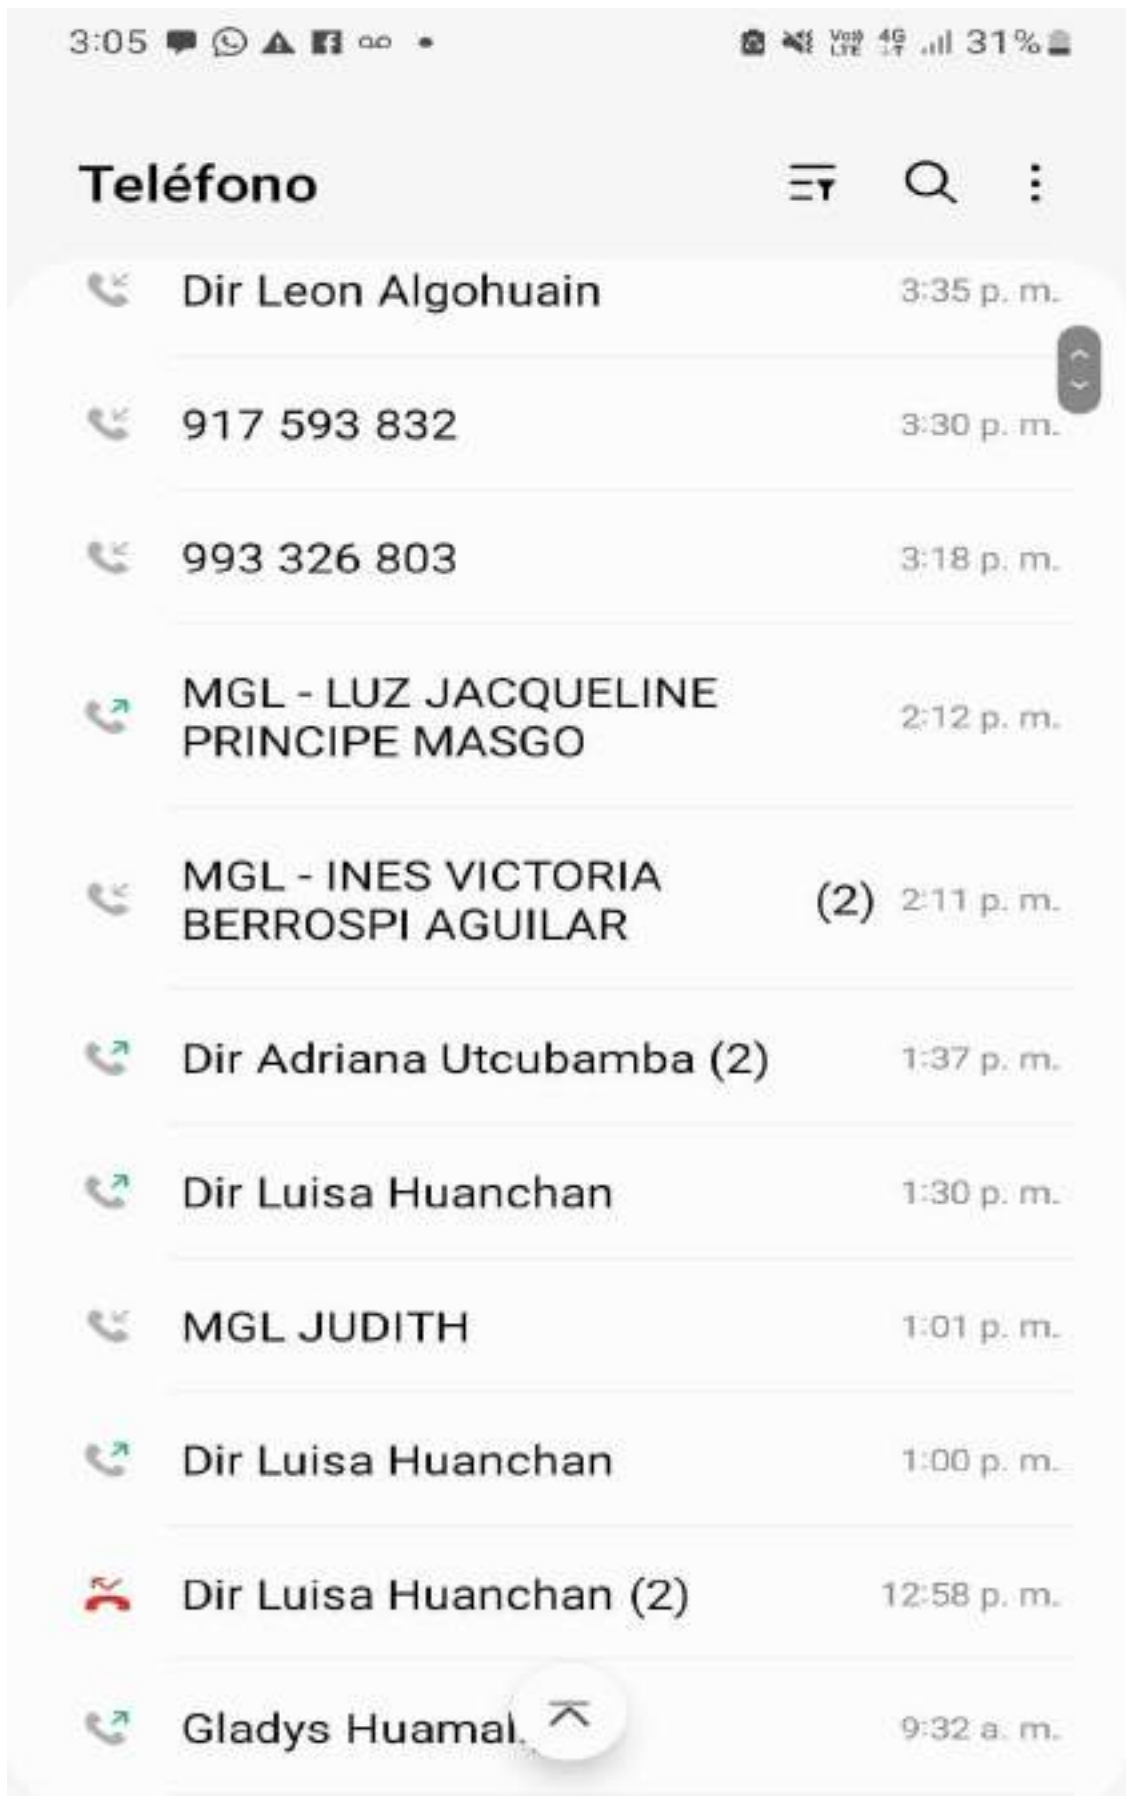 3:05
VoLTE 4G 31%
Teléfono
Dir Leon Algohuain 3:35 p. m.
917 593 832 3:30 p. m.
993 326 803 3:18 p. m.
MGL - LUZ JACQUELINE
PRINCIPE MASGO 2:12 p. m.
MGL - INES VICTORIA
BERROSPI AGUILAR (2) 2:11 p. m.
Dir Adriana Utcubamba (2) 1:37 p. m.
Dir Luisa Huanchan 1:30 p. m.
MGL JUDITH 1:01 p. m.
Dir Luisa Huanchan 1:00 p. m.
Dir Luisa Huanchan (2) 12:58 p. m.
Gladys 9:32 a. m.